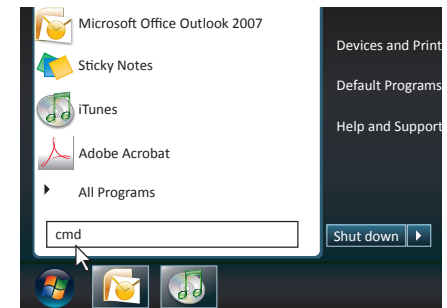 Microsoft Office Outlook 2007
Sticky Notes
iTunes
Adobe Acrobat
All Programs
cmd
Devices and Print
Default Programs
Help and Support
Shut down